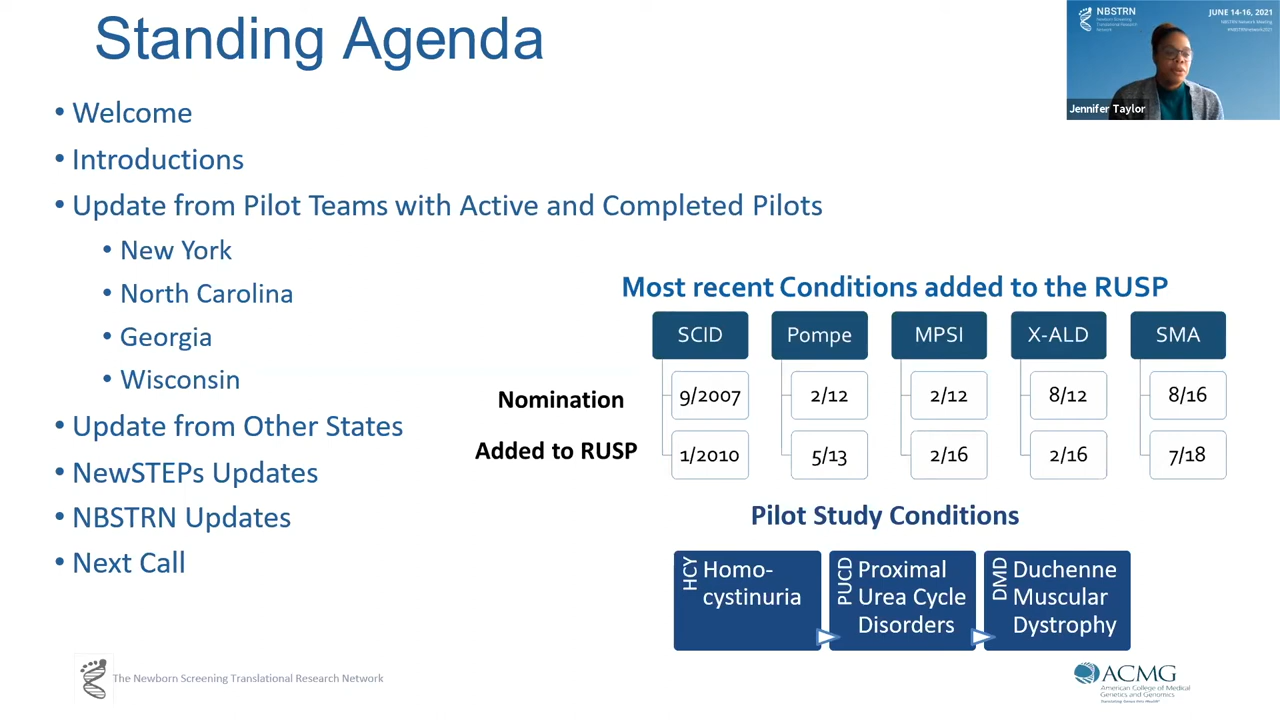 Standing Agenda
• Welcome
• Introductions
• Update from Pilot Teams with Active and Completed Pilots
• New York
• North Carolina
• Georgia
• Wisconsin
• Update from Other States
• NewSTEPs Updates
• NBSTRN Updates
• Next Call
NBSTRN
Newborn Screening
Translational Research
Network
JUNE 14-16, 2021
NBSTRN Network Meeting
Jennifer Taylor
Most recent Conditions added to the RUSP
SCID Pompe MPSI X-ALD SMA
Nomination 9/2007 2/12 2/12 8/12 8/16
Added to RUSP 1/2010 5/13 2/16 2/16 7/18
Pilot Study Conditions
HCY
Homo-
cystinuria
PUCD
Proximal
Urea Cycle
Disorders
DMD
Duchenne
Muscular
Dystrophy
The Newborn Screening Translational Research Network
ACMG
American College of Medical
Genetics and Genomics